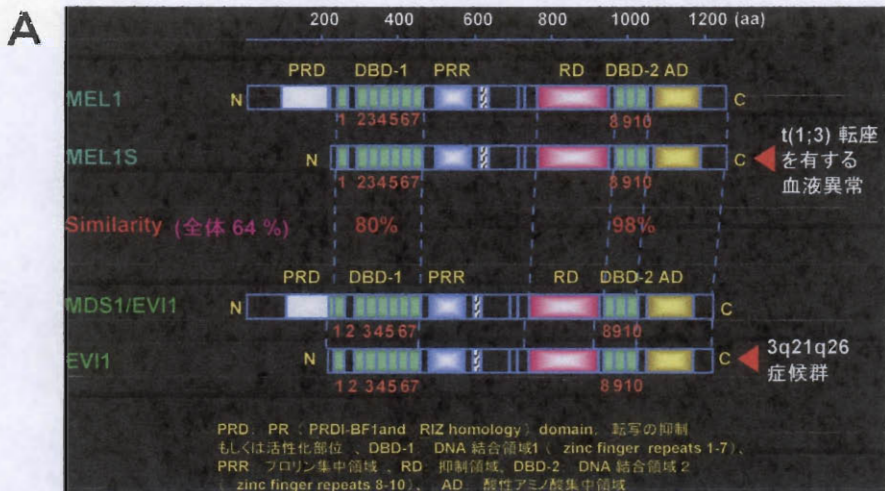 A
200 400 600 800 1000 1200 (aa)
PRD DBD-1 PRR RD DBD-2 AD
MEL1 N C
1 234567 8910
MEL1S N C
1 234567 8910
t(1;3) 転座
を有する
血液異常
Similarity (全体 64 %) 80% 98%
PRD DBD-1 PRR RD DBD-2 AD
MDS1/EVI1 N C
1 2 34567 8910
EVI1 N C
1 2 34567 8910
3q21q26
症候群
PRD PR ( PRDI-BF1and RIZ homology ) domain, 転写の抑制
もしくは活性化部位 、DBD-1 DNA 結合領域1 ( zinc finger repeats 1-7)、
PRR プロリン集中領域 、RD 抑制領域、DBD-2 DNA 結合領域 2
( zinc finger repeats 8-10)、 AD 酸性アミノ酸集中領域